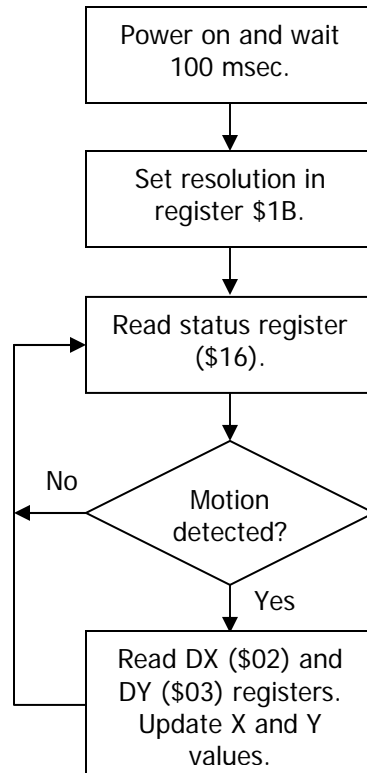 Power on and wait
100 msec.
Set resolution in
register $1B.
Read status register
($16).
No
Motion
detected?
Yes
Read DX ($02) and
DY ($03) registers.
Update X and Y
values.